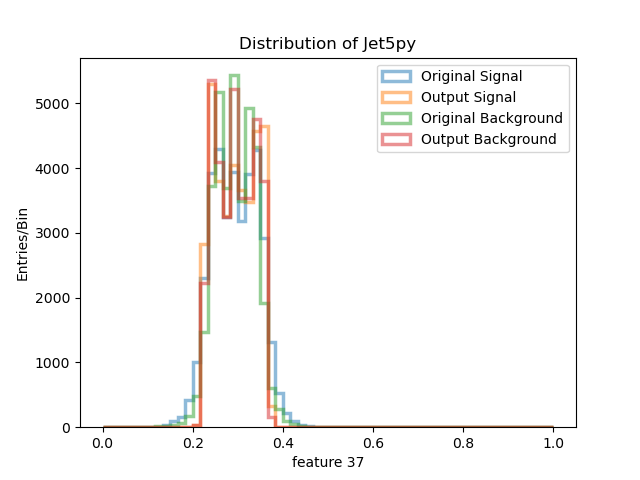 Distribution of Jet5py
Original Signal
Output Signal
Original Background
Output Background
Entries/Bin
5000
4000
3000
2000
1000
0
0.0 0.2 0.4 0.6 0.8 1.0
feature 37